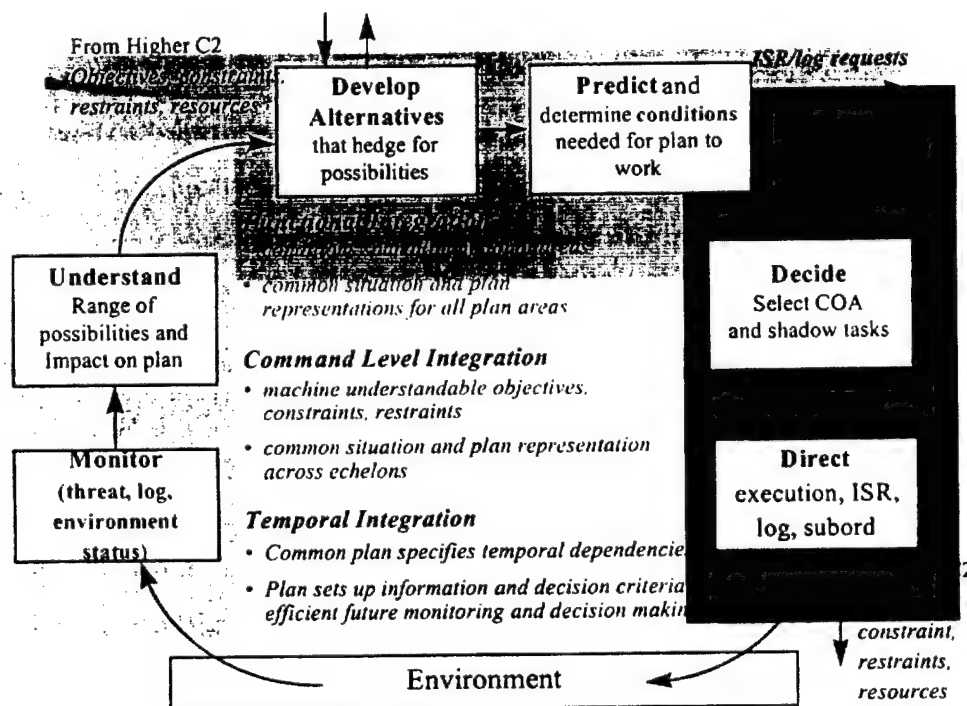 From Higher C2
Objectives, constraints,
restraints, resources
ISR/log requests
Develop
Alternatives
that hedge for
possibilities
Predict and
determine conditions
needed for plan to
work
Understand
Range of
possibilities and
Impact on plan
Decide
Select COA
and shadow tasks
Monitor
(threat, log,
environment
status)
Direct
execution, ISR,
log, subord
• common situation and plan
representations for all plan areas
Command Level Integration
• machine understandable objectives,
constraints, restraints
• common situation and plan representation
across echelons
Temporal Integration
• Common plan specifies temporal
• Plan sets up information and decision criteria
efficient future monitoring and decision
constraint,
restraints,
resources
Environment